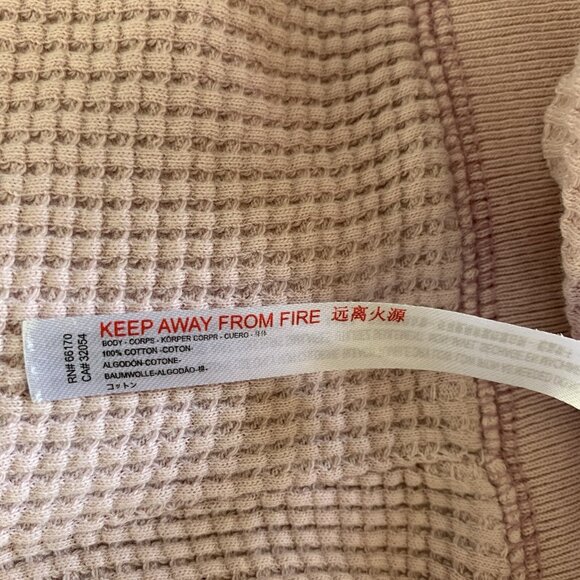 RN# 66170
CA# 32054
KEEP AWAY FROM FIRE 远离火源
BODY - CORPS - KÖRPER CORPR - CUERO - 身体
100% COTTON -COTON-
ALGODÓN-COTONE-
BAUMWOLLE-ALGODÃO-棉-
コットン